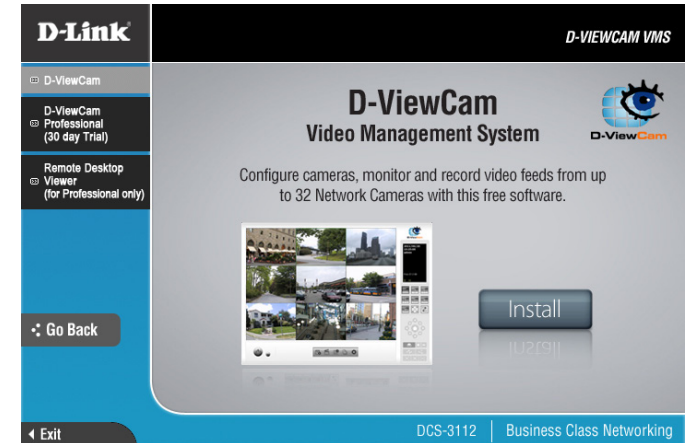 D-Link
D-VIEWCAM VMS
D-ViewCam
D-ViewCam
Professional
(30 day Trial)
Remote Desktop
Viewer
(for Professional only)
Go Back
Exit
D-ViewCam
Video Management System
D-ViewCam
Configure cameras, monitor and record video feeds from up
to 32 Network Cameras with this free software.
Install
DCS-3112
Business Class Networking